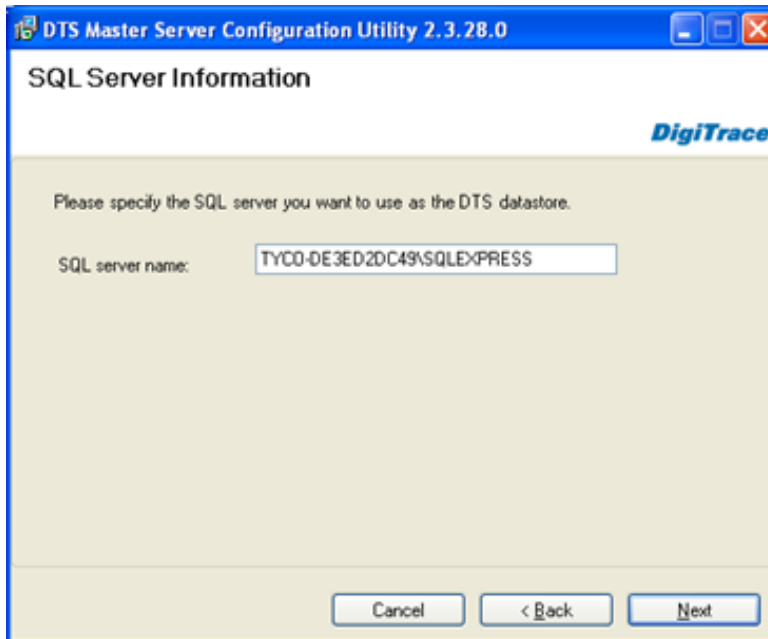 DTS Master Server Configuration Utility 2.3.28.0
SQL Server Information
DigiTrace
Please specify the SQL server you want to use as the DTS datastore.
SQL server name: TYCO-DE3ED2DC49\SQLEXPRESS
Cancel < Back Next